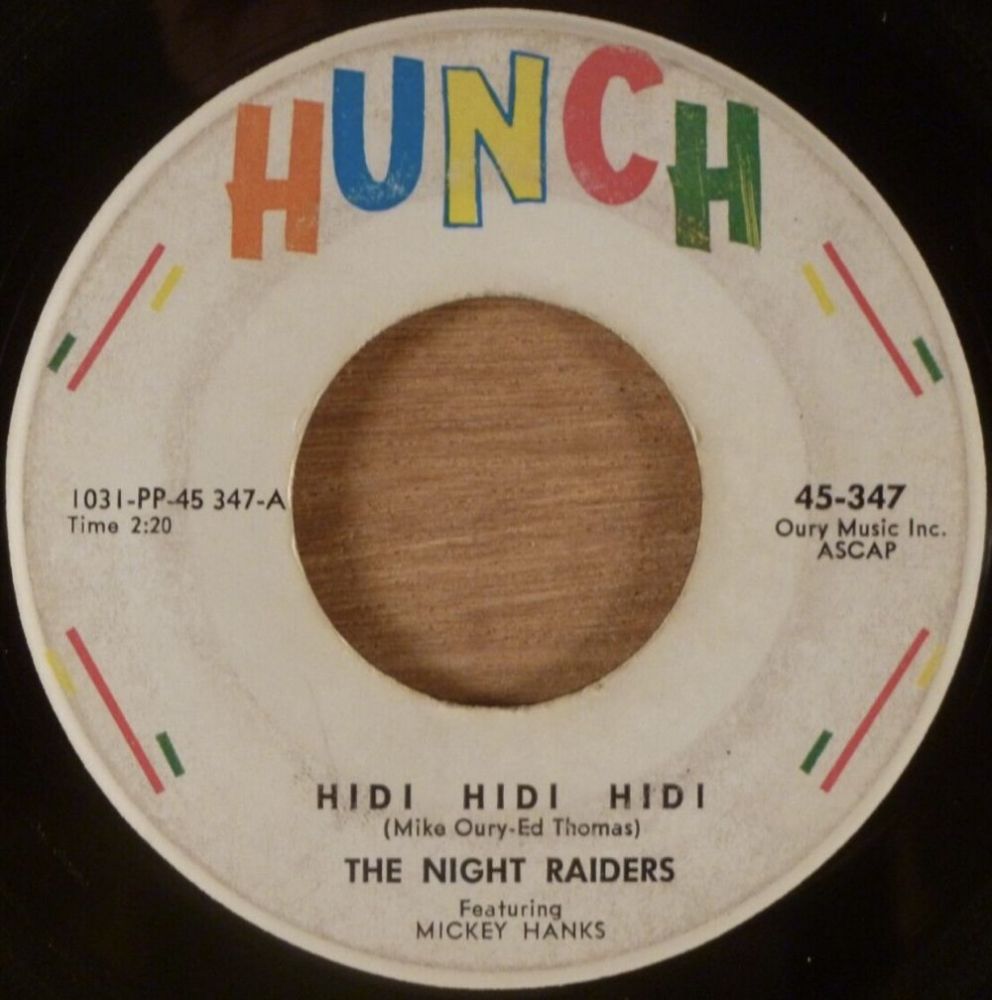 HUNCH
1031-PP-45 347-A
Time 2:20
45-347
Oury Music Inc.
ASCAP
HIDI HIDI HIDI
(Mike Oury-Ed Thomas)
THE NIGHT RAIDERS
Featuring
MICKEY HANKS